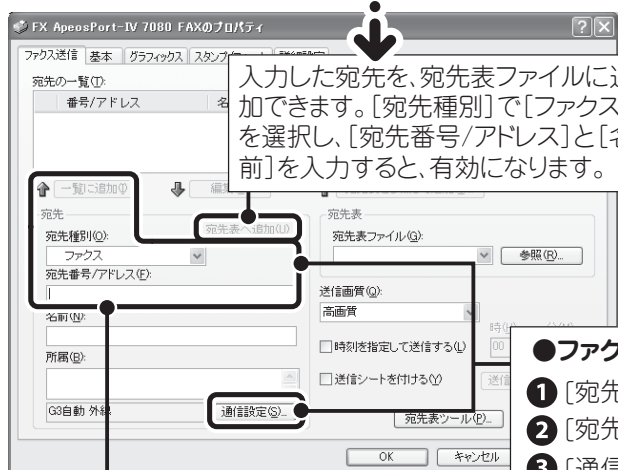 FX ApeosPort-IV 7080 FAXのプロパティ
ファクス送信 基本 グラフィックス スタンプ
宛先の一覧(T):
番号/アドレス
入力した宛先を、宛先表ファイルに追
加できます。[宛先種別]で[ファクス
を選択し、[宛先番号/アドレス]と[名
前]を入力すると、有効になります。
一覧に追加(I)
宛先
宛先表へ追加(U)
宛先種別(O):
ファクス
宛先番号/アドレス(E):
名前(N):
所属(B):
G3自動 外線
通信設定(S)...
宛先表
宛先表ファイル(G):
参照(R)...
送信画質(Q):
高画質
時刻を指定して送信する(L)
00
送信シートを付ける(Y)
宛先表ツール(P)...
OK キャンセル
●ファク
❶[宛先
❷[宛先
❸[通信